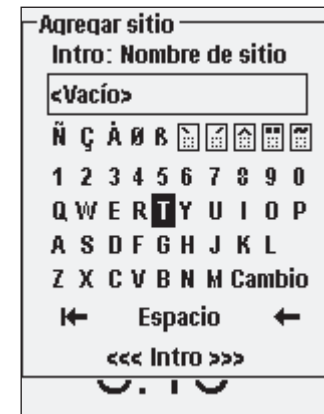 Agregar sitio
Intro: Nombre de sitio
<Vacío>
Ñ Ç Å Ø ß
1 2 3 4 5 6 7 8 9 0
Q W E R T Y U I O P
A S D F G H J K L
Z X C V B N M Cambio
Espacio
<<< Intro >>>